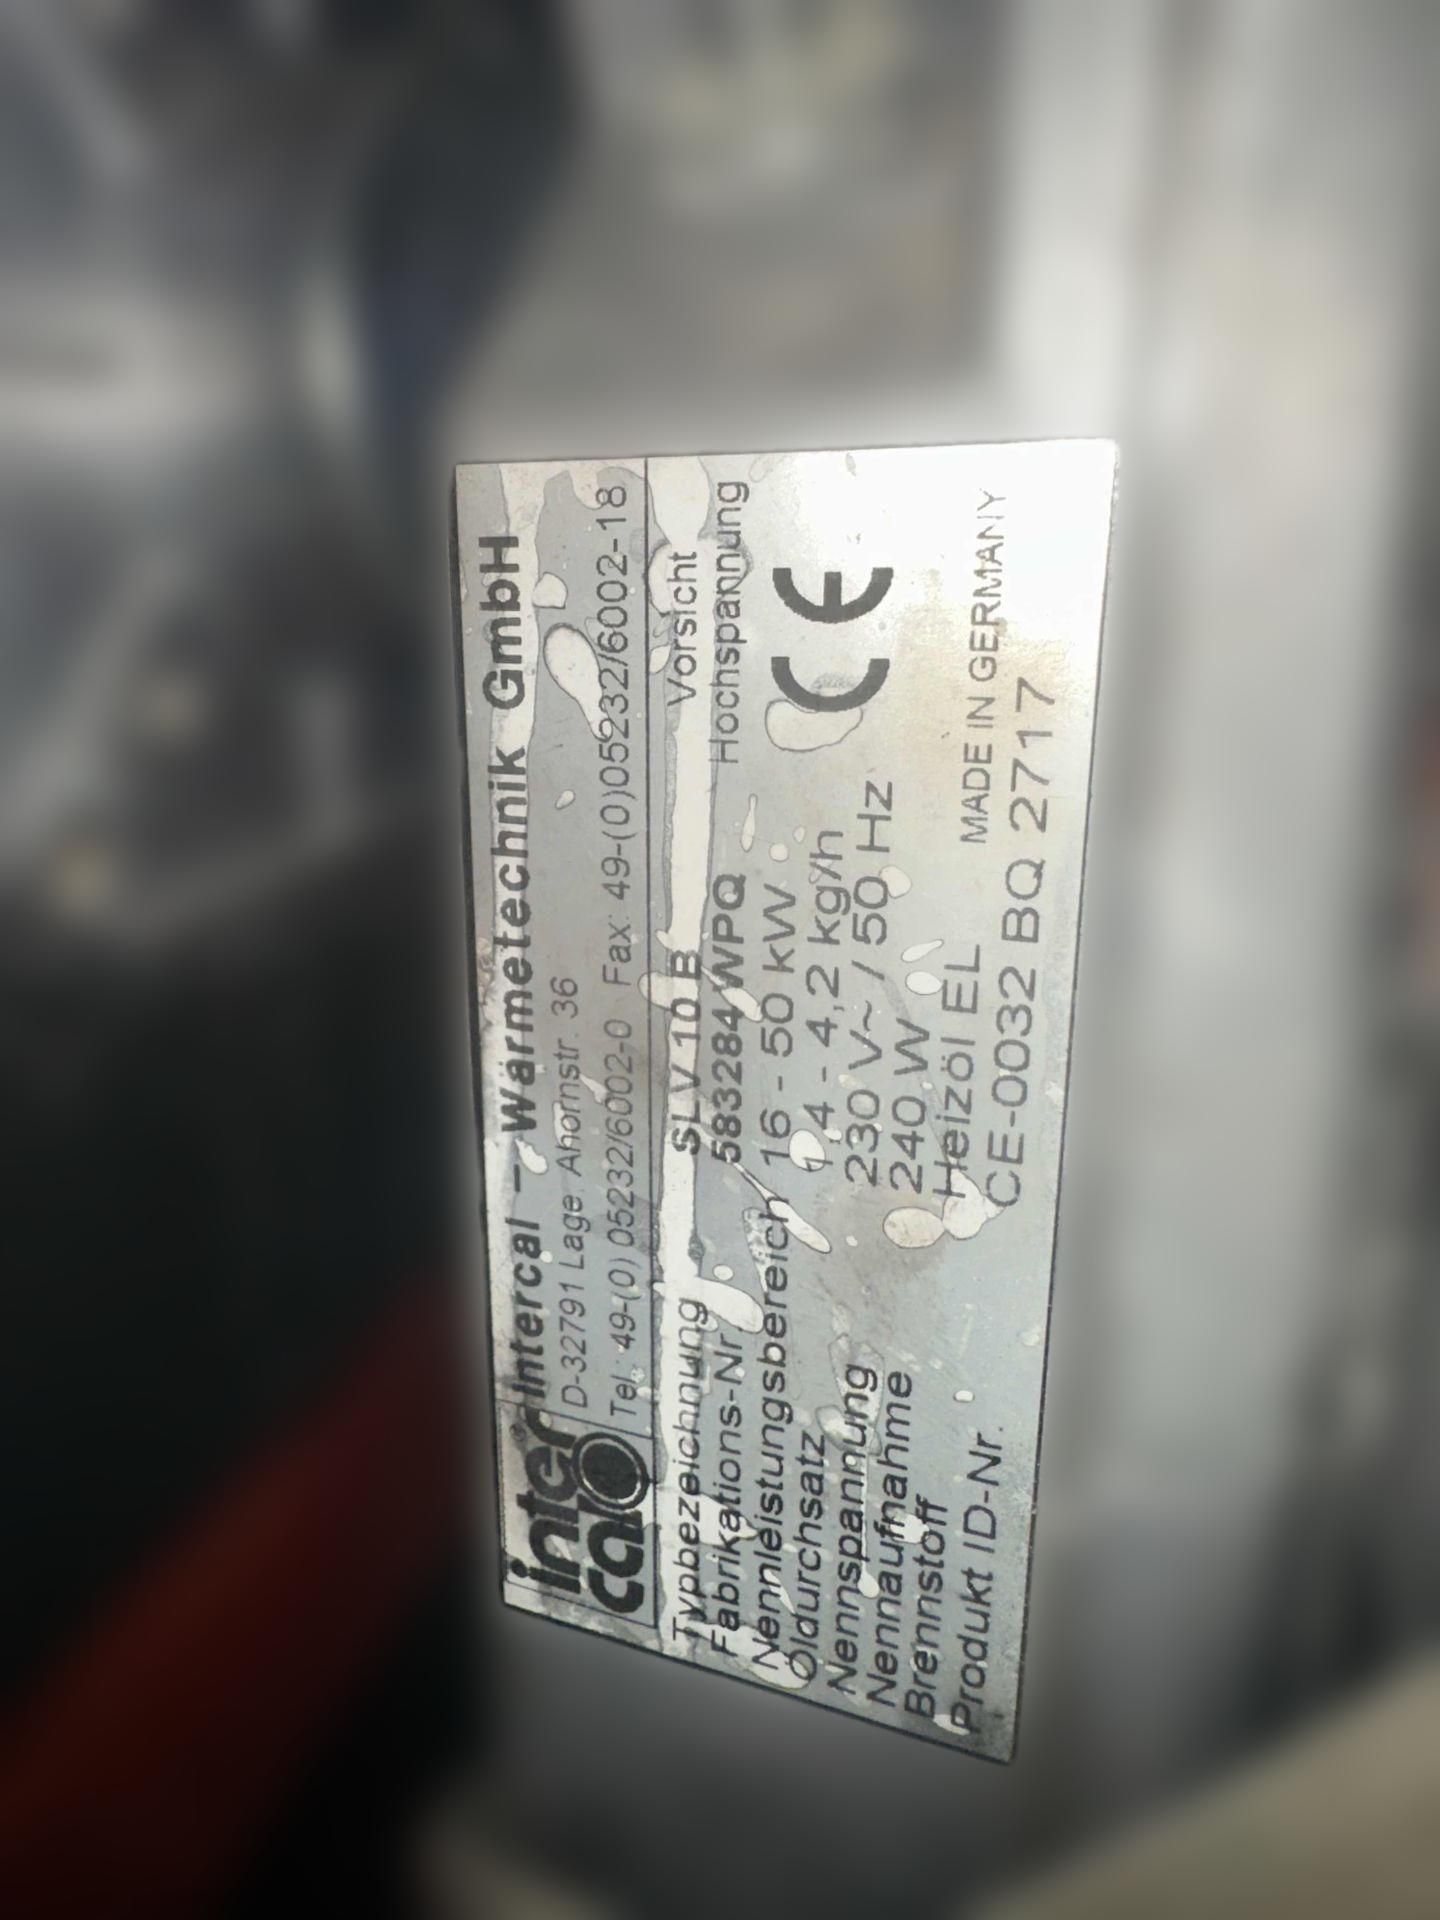 inter
cal®
Intercal - Wärmetechnik GmbH
D-32791 Lage, Ahornstr. 36
Tel.: 49-(0) 05232/6002-0 Fax: 49-(0)05232/6002-18
Typbezeichnung SLV 10 B Vorsicht
Fabrikations-Nr. 583284 WPQ Hochspannung
Nennleistungsbereich 16 - 50 kW
Öldurchsatz 1,4 - 4,2 kg/h
Nennspannung 230 V~ / 50 Hz
Nennaufnahme 240 W
CE
Brennstoff Heizöl EL MADE IN GERMANY
Produkt ID-Nr. CE-0032 BQ 2717